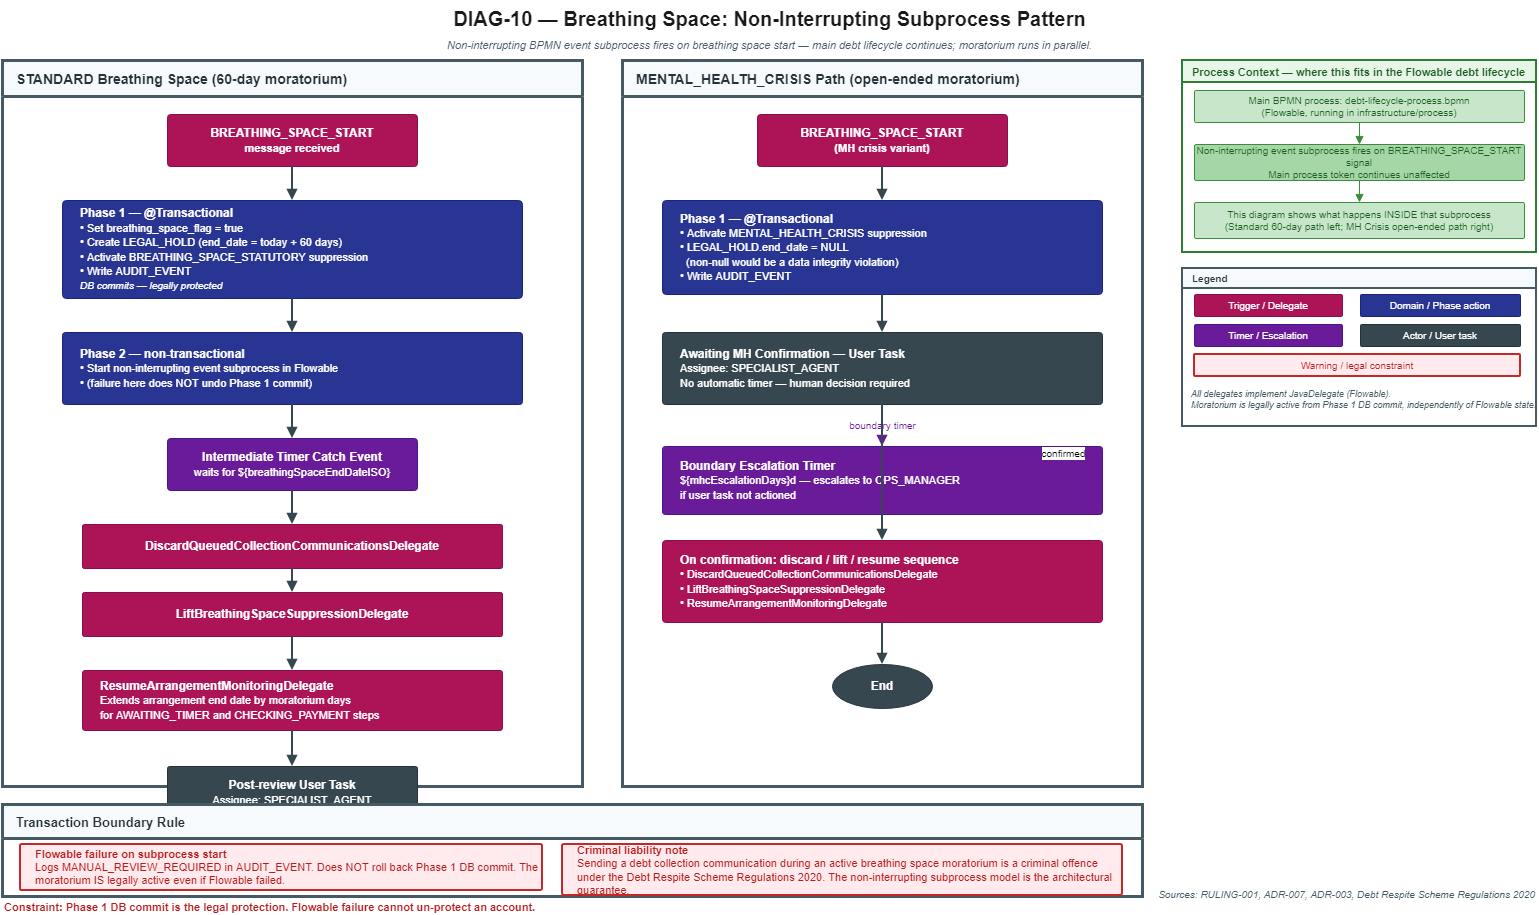 DIAG-10 — Breathing Space: Non-Interrupting Subprocess Pattern
Non-interrupting BPMN event subprocess fires on breathing space start — main debt lifecycle continues; moratorium runs in parallel.
STANDARD Breathing Space (60-day moratorium)
BREATHING_SPACE_START
message received
Phase 1 — @Transactional
• Set breathing_space_flag = true
• Create LEGAL_HOLD (end_date = today + 60 days)
• Activate BREATHING_SPACE_STATUTORY suppression
• Write AUDIT_EVENT
DB commits — legally protected
Phase 2 — non-transactional
• Start non-interrupting event subprocess in Flowable
• (failure here does NOT undo Phase 1 commit)
Intermediate Timer Catch Event
waits for ${breathingSpaceEndDateISO}
DiscardQueuedCollectionCommunicationsDelegate
LiftBreathingSpaceSuppressionDelegate
ResumeArrangementMonitoringDelegate
Extends arrangement end date by moratorium days
for AWAITING_TIMER and CHECKING_PAYMENT steps
Post-review User Task
Assignee: SPECIALIST_AGENT
MENTAL_HEALTH_CRISIS Path (open-ended moratorium)
BREATHING_SPACE_START
(MH crisis variant)
Phase 1 — @Transactional
• Activate MENTAL_HEALTH_CRISIS suppression
• LEGAL_HOLD.end_date = NULL
(non-null would be a data integrity violation)
• Write AUDIT_EVENT
Awaiting MH Confirmation — User Task
Assignee: SPECIALIST_AGENT
No automatic timer — human decision required
boundary timer
confirmed
Boundary Escalation Timer
${mhcEscalationDays}d — escalates to OPS_MANAGER
if user task not actioned
On confirmation: discard / lift / resume sequence
• DiscardQueuedCollectionCommunicationsDelegate
• LiftBreathingSpaceSuppressionDelegate
• ResumeArrangementMonitoringDelegate
End
Process Context — where this fits in the Flowable debt lifecycle
Main BPMN process: debt-lifecycle-process.bpmn
(Flowable, running in infrastructure/process)
Non-interrupting event subprocess fires on BREATHING_SPACE_START
signal
Main process token continues unaffected
This diagram shows what happens INSIDE that subprocess
(Standard 60-day path left; MH Crisis open-ended path right)
Legend
Trigger / Delegate
Domain / Phase action
Timer / Escalation
Actor / User task
Warning / legal constraint
All delegates implement JavaDelegate (Flowable).
Moratorium is legally active from Phase 1 DB commit, independently of Flowable state.
Transaction Boundary Rule
Flowable failure on subprocess start
Logs MANUAL_REVIEW_REQUIRED in AUDIT_EVENT. Does NOT roll back Phase 1 DB commit. The
moratorium IS legally active even if Flowable failed.
Criminal liability note
Sending a debt collection communication during an active breathing space moratorium is a criminal offence
under the Debt Respite Scheme Regulations 2020. The non-interrupting subprocess model is the architectural
guarantee.
Sources: RULING-001, ADR-007, ADR-003, Debt Respite Scheme Regulations 2020
Constraint: Phase 1 DB commit is the legal protection. Flowable failure cannot un-protect an account.